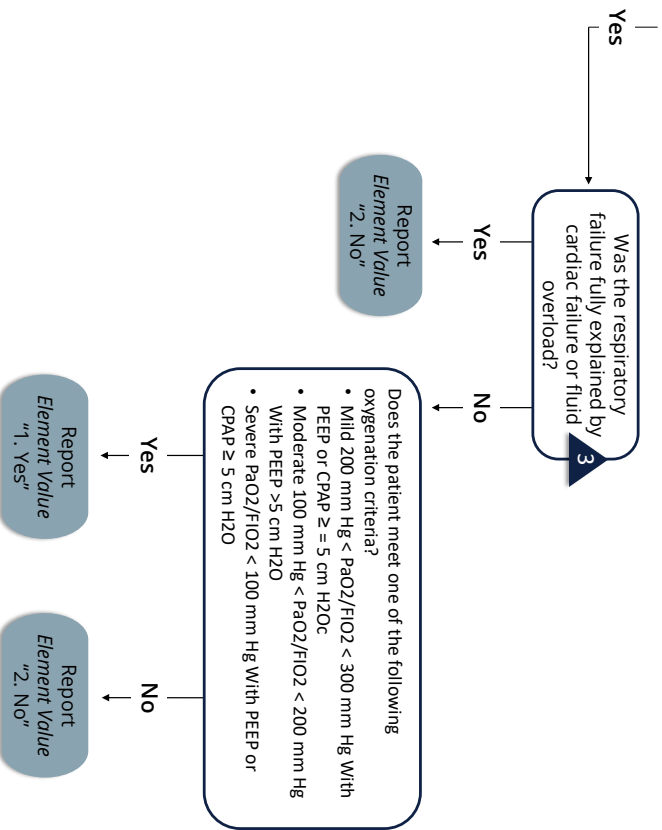 Yes
Was the respiratory
failure fully explained by
cardiac failure or fluid
overload?
3
Yes
No
Report
Element Value
"2. No"
Does the patient meet one of the following
oxygenation criteria?
• Mild 200 mm Hg < PaO2/FIO2 < 300 mm Hg With
PEEP or CPAP ≥ = 5 cm H2Oc
• Moderate 100 mm Hg < PaO2/FIO2 < 200 mm Hg
With PEEP >5 cm H2O
• Severe PaO2/FIO2 < 100 mm Hg With PEEP or
CPAP ≥ 5 cm H2O
Yes
No
Report
Element Value
"1. Yes"
Report
Element Value
"2. No"